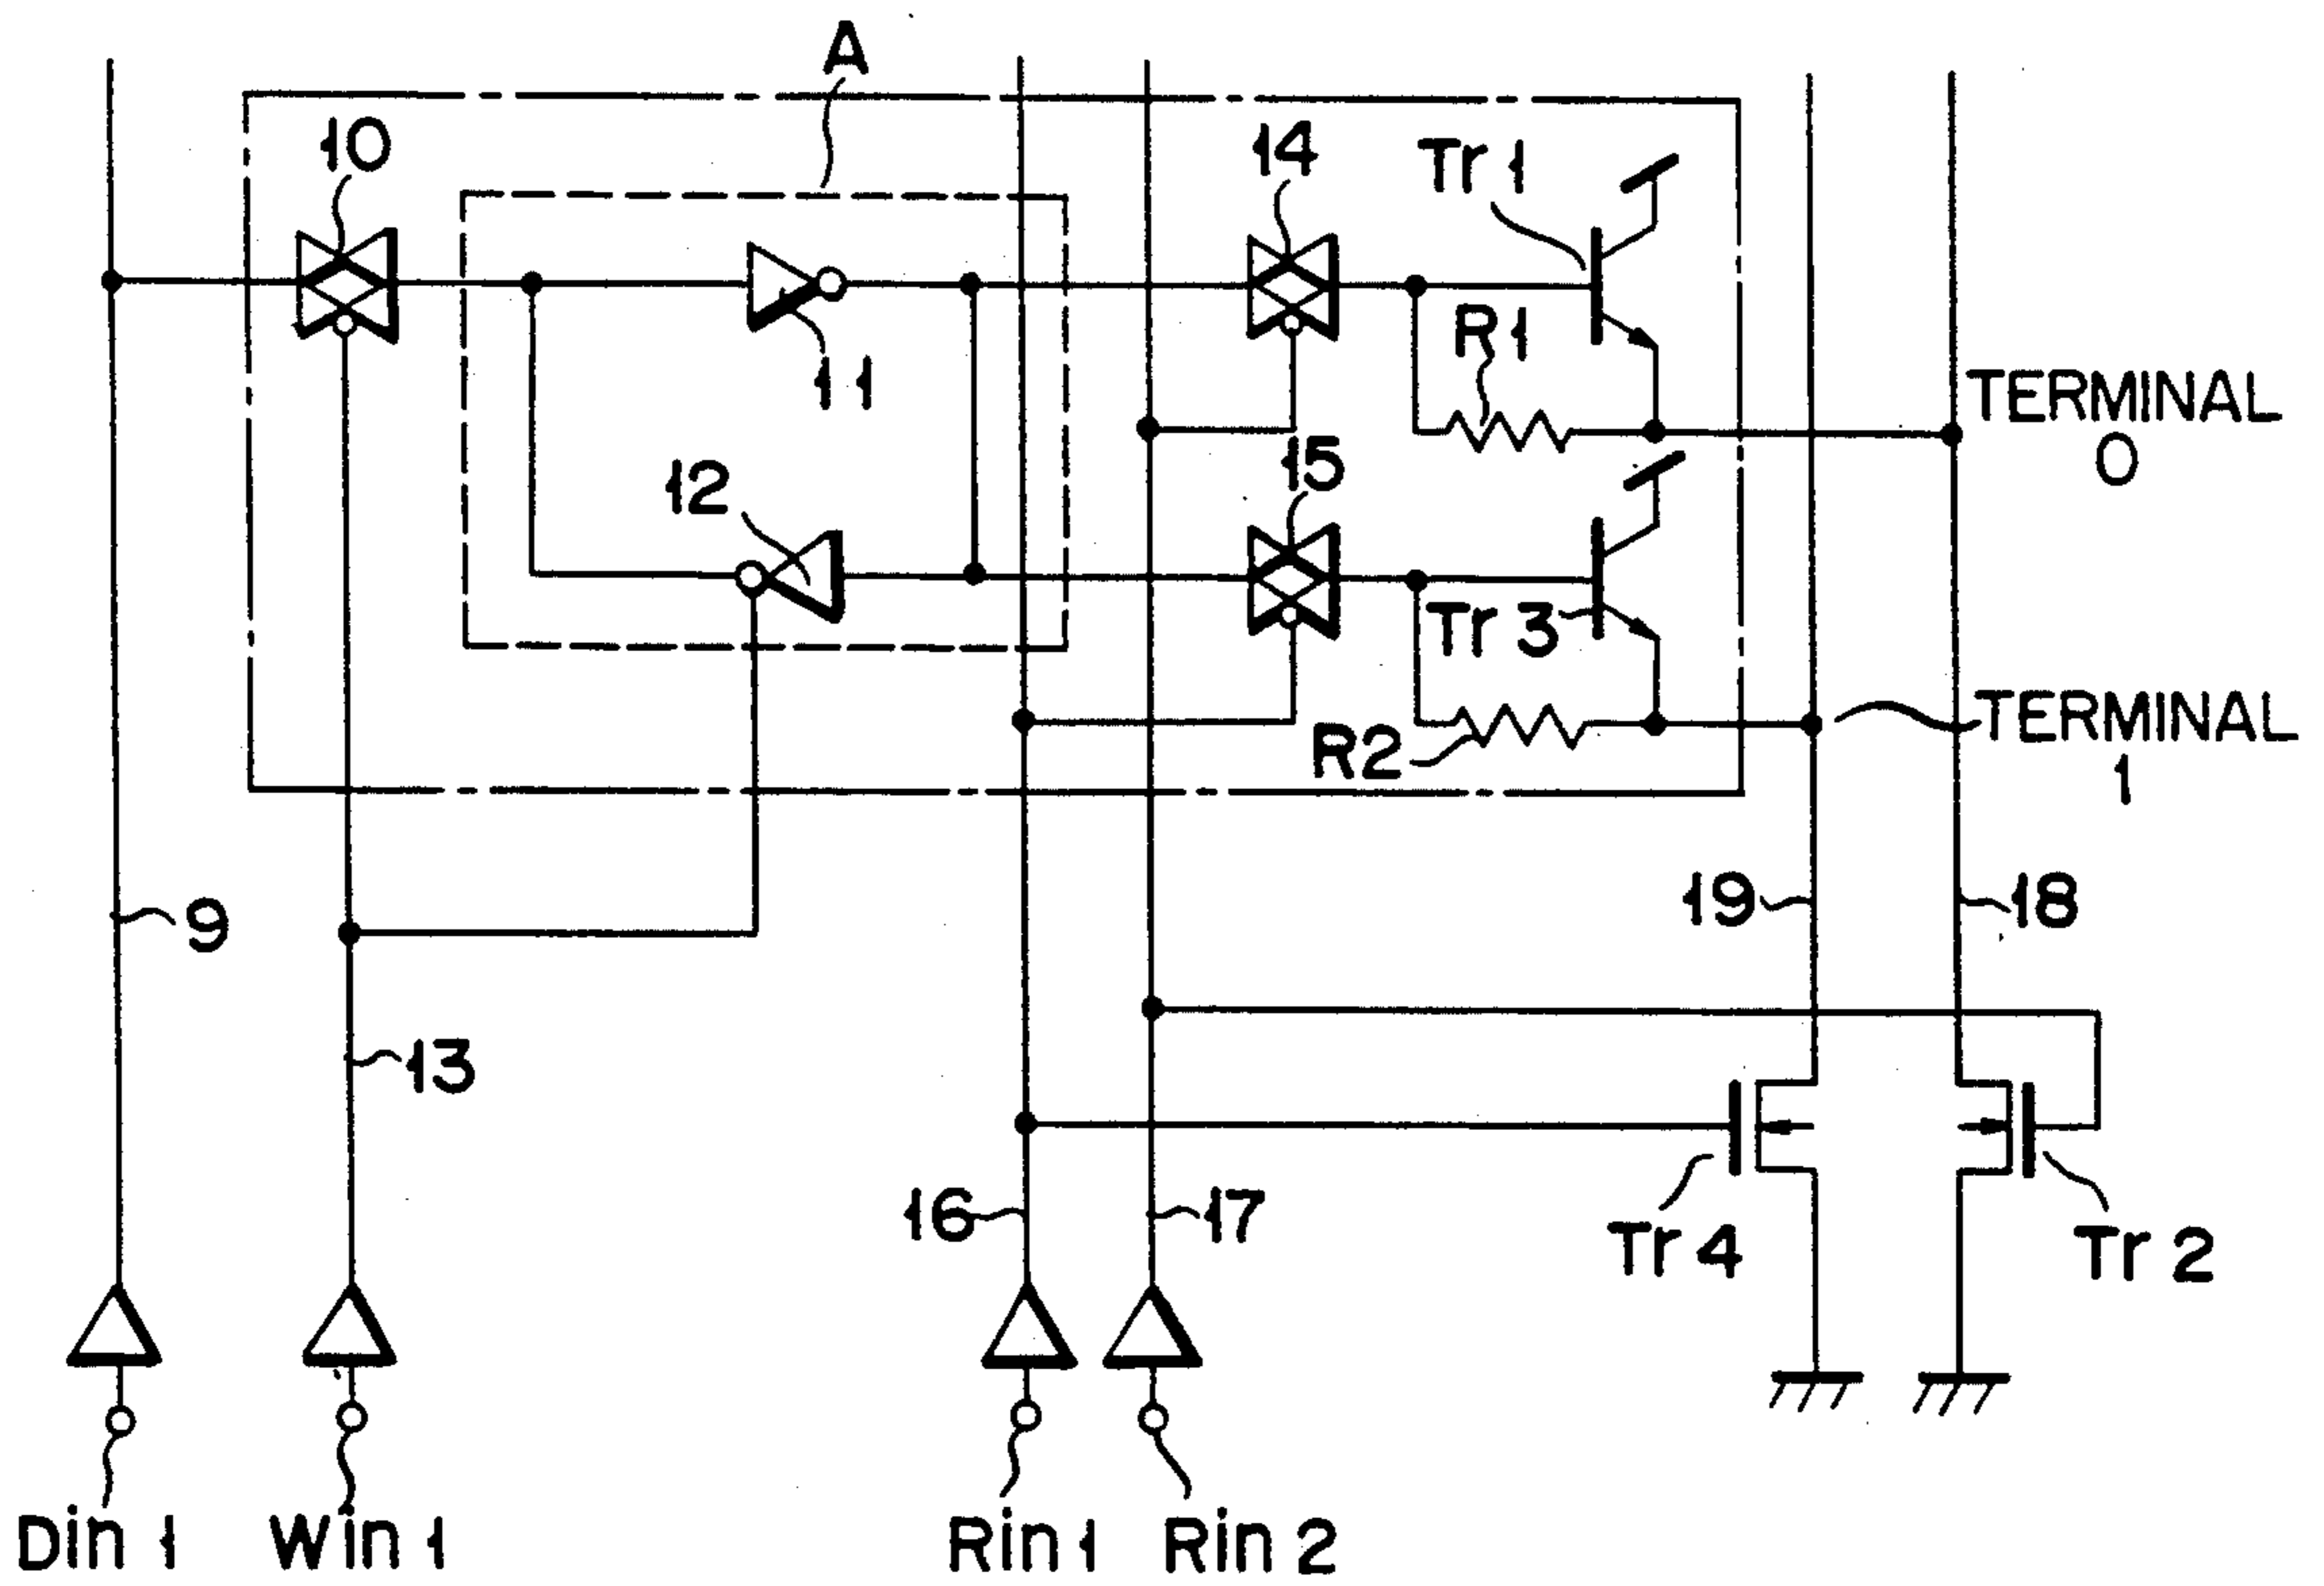 A
10
14
Tr 1
R1
11
TERMINAL
0
12
15
Tr 3
R2
TERMINAL
1
9
19
18
13
16
17
Tr 4
Tr 2
Din 1
Win 1
Rin 1
Rin 2